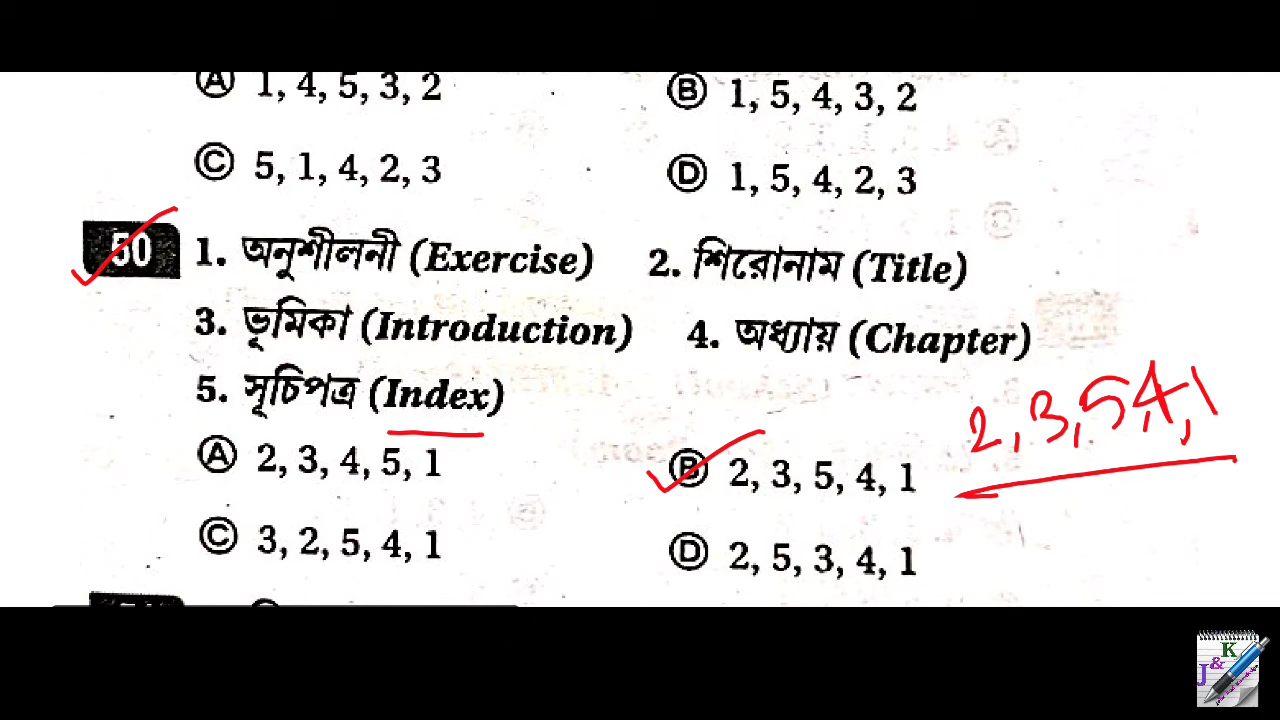 Ⓐ 1, 4, 5, 3, 2 Ⓑ 1, 5, 4, 3, 2
Ⓒ 5, 1, 4, 2, 3 Ⓓ 1, 5, 4, 2, 3
50 1. অনুশীলনী (Exercise) 2. শিরোনাম (Title)
3. ভূমিকা (Introduction) 4. অধ্যায় (Chapter)
5. সূচিপত্র (Index)
2, 3, 5 4, 1
Ⓐ 2, 3, 4, 5, 1 Ⓑ 2, 3, 5, 4, 1
Ⓒ 3, 2, 5, 4, 1 Ⓓ 2, 5, 3, 4, 1
J & K